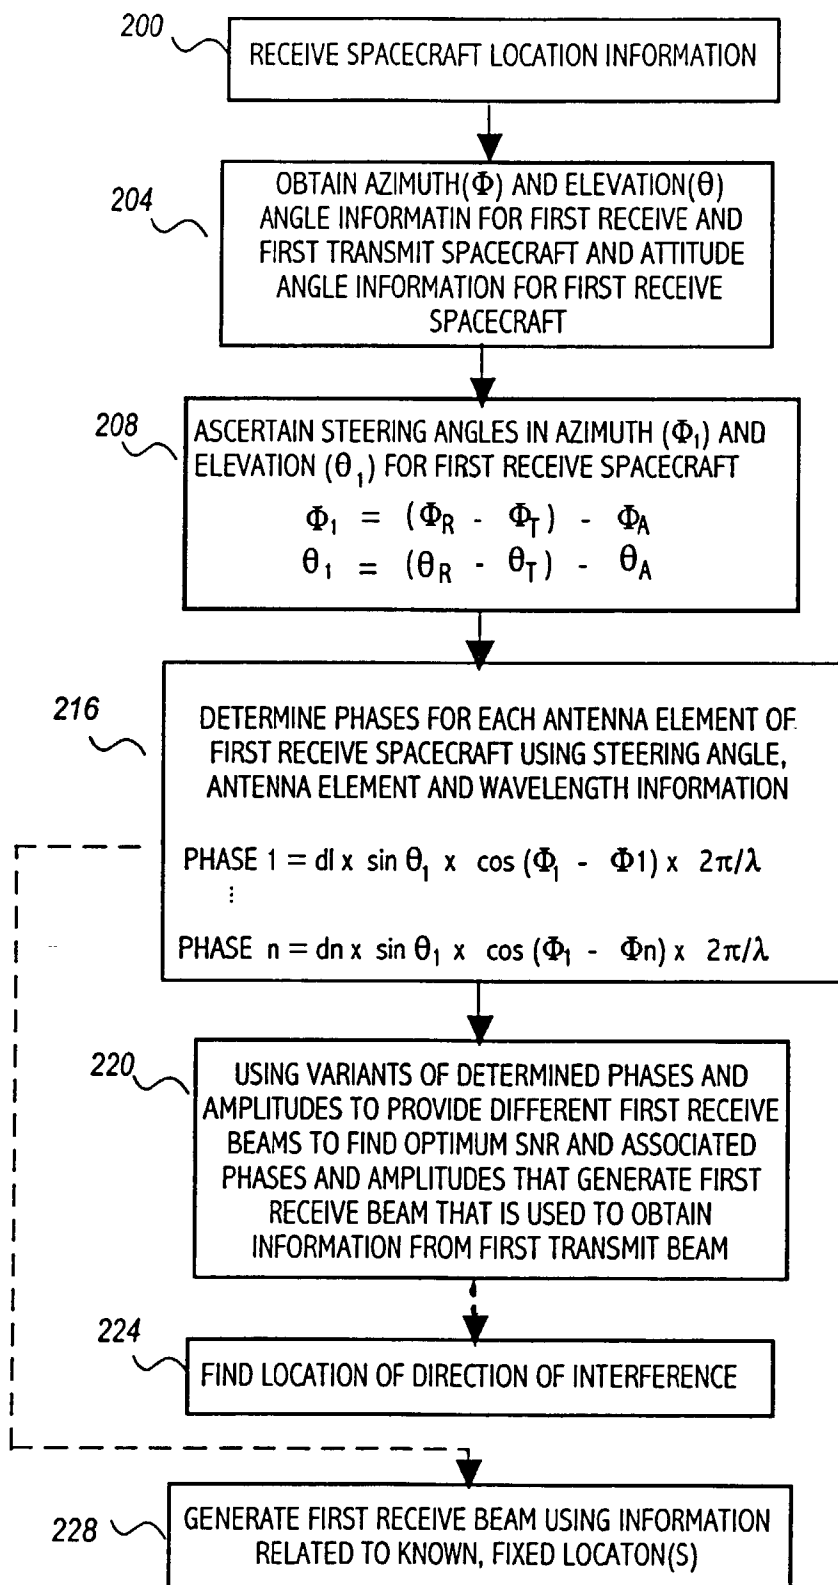 200
RECEIVE SPACECRAFT LOCATION INFORMATION
204
OBTAIN AZIMUTH(Φ) AND ELEVATION(θ)
ANGLE INFORMATIN FOR FIRST RECEIVE AND
FIRST TRANSMIT SPACECRAFT AND ATTITUDE
ANGLE INFORMATION FOR FIRST RECEIVE
SPACECRAFT
208
ASCERTAIN STEERING ANGLES IN AZIMUTH (Φ₁) AND
ELEVATION (θ₁) FOR FIRST RECEIVE SPACECRAFT
Φ₁ = (Φ_R - Φ_T) - Φ_A
θ₁ = (θ_R - θ_T) - θ_A
216
DETERMINE PHASES FOR EACH ANTENNA ELEMENT OF
FIRST RECEIVE SPACECRAFT USING STEERING ANGLE,
ANTENNA ELEMENT AND WAVELENGTH INFORMATION
PHASE 1 = dl x sin θ₁ x cos (Φ₁ - Φ1) x 2π/λ
⋮
PHASE n = dn x sin θ₁ x cos (Φ₁ - Φn) x 2π/λ
220
USING VARIANTS OF DETERMINED PHASES AND
AMPLITUDES TO PROVIDE DIFFERENT FIRST RECEIVE
BEAMS TO FIND OPTIMUM SNR AND ASSOCIATED
PHASES AND AMPLITUDES THAT GENERATE FIRST
RECEIVE BEAM THAT IS USED TO OBTAIN
INFORMATION FROM FIRST TRANSMIT BEAM
224
FIND LOCATION OF DIRECTION OF INTERFERENCE
228
GENERATE FIRST RECEIVE BEAM USING INFORMATION
RELATED TO KNOWN, FIXED LOCATON(S)